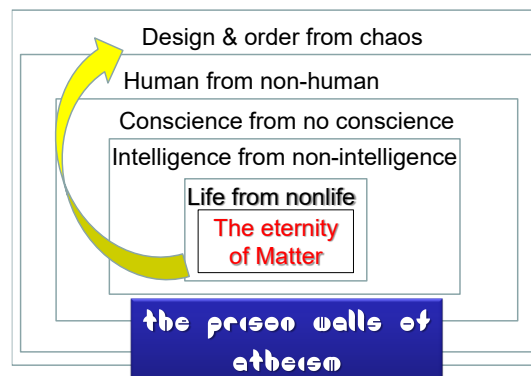 Design & order from chaos
Human from non-human
Conscience from no conscience
Intelligence from non-intelligence
Life from nonlife
The eternity
of Matter
the prison walls of
atheism